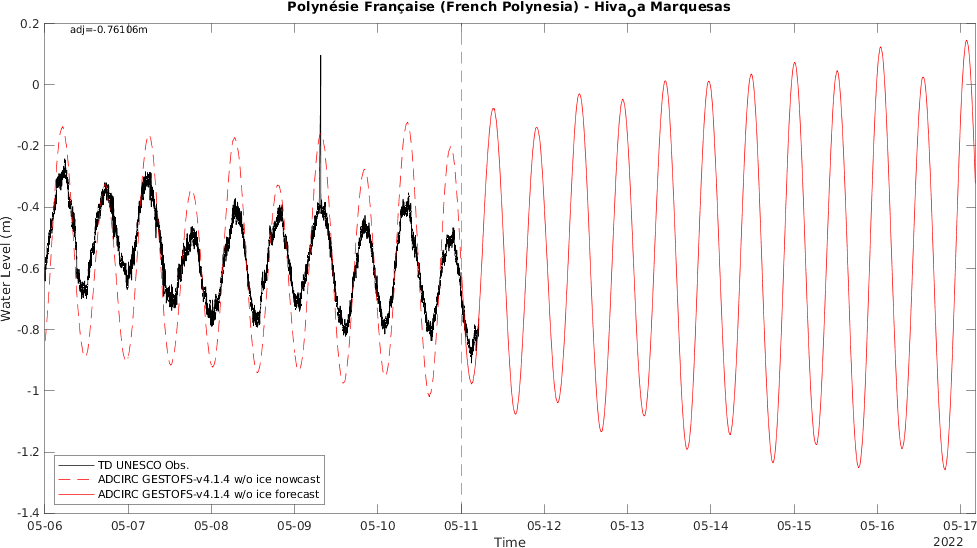 Polynésie Française (French Polynesia) - Hiva_Oa Marquesas
adj=-0.76106m
0.2
0
-0.2
-0.4
-0.6
-0.8
-1
-1.2
-1.4
Water Level (m)
TD UNESCO Obs.
ADCIRC GESTOFS-v4.1.4 w/o ice nowcast
ADCIRC GESTOFS-v4.1.4 w/o ice forecast
05-06 05-07 05-08 05-09 05-10 05-11 05-12 05-13 05-14 05-15 05-16 05-17
Time
2022